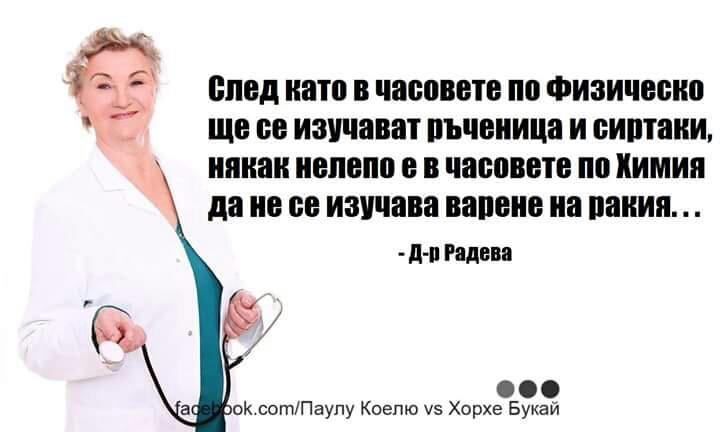 След като в часовете по Физическо
ще се изучават ръченица и сиртаки,
някак нелепо е в часовете по Химия
да не се изучава варене на ракия...
- Д-р Радева
facebook.com/Паулу Коелю vs Хорхе Букай